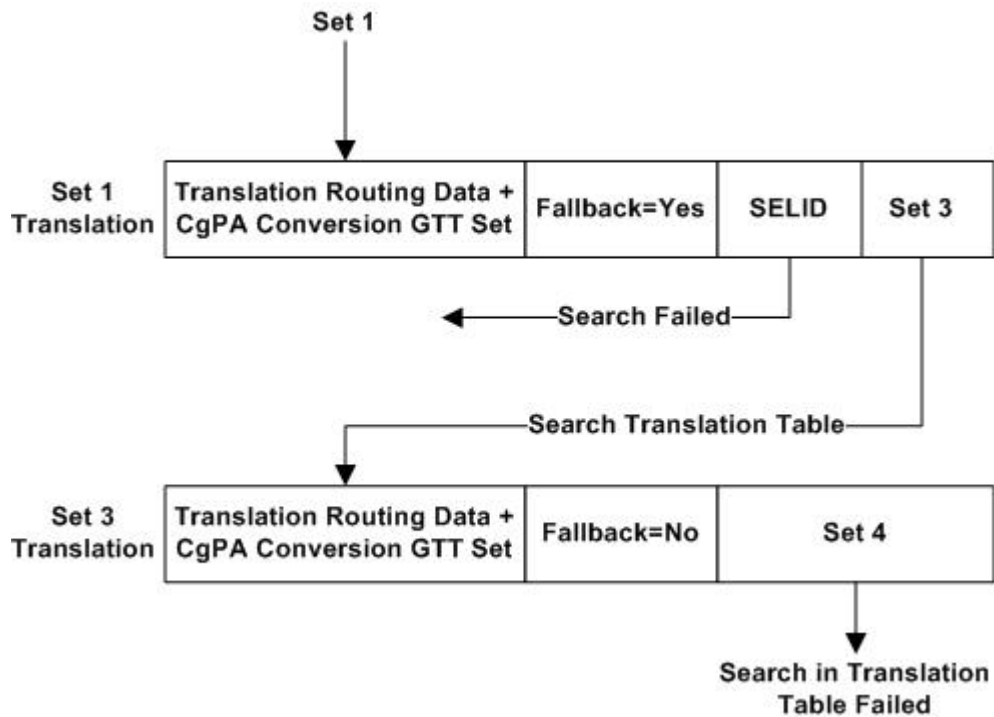 Set 1
Set 1
Translation
Translation Routing Data +
CgPA Conversion GTT Set
Fallback=Yes
SELID
Set 3
Search Failed
Search Translation Table
Set 3
Translation
Translation Routing Data +
CgPA Conversion GTT Set
Fallback=No
Set 4
Search in Translation
Table Failed